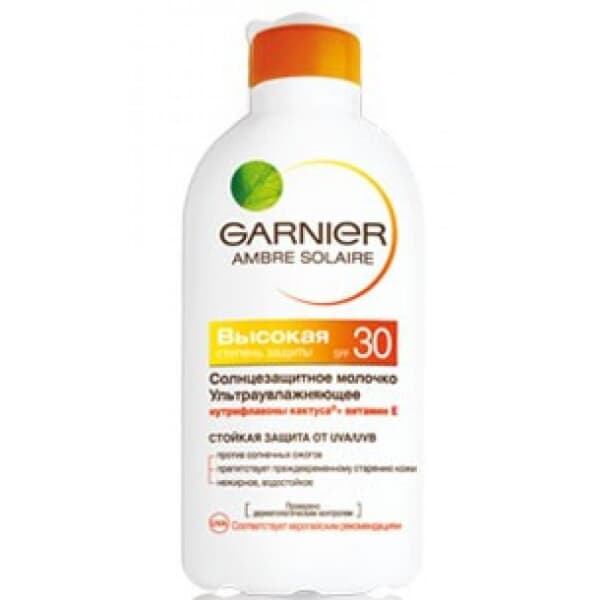 GARNIER
AMBRE SOLAIRE
Высокая
степень защиты SPF 30
Солнцезащитное молочко
Ультраувлажняющее
нутрифлавоны кактуса + витамин Е
СТОЙКАЯ ЗАЩИТА ОТ UVA/UVB
против солнечных ожогов
препятствует преждевременному старению кожи
нежирное, водостойкое
Проверено
дерматологическим контролем
UVA Соответствует европейским рекомендациям